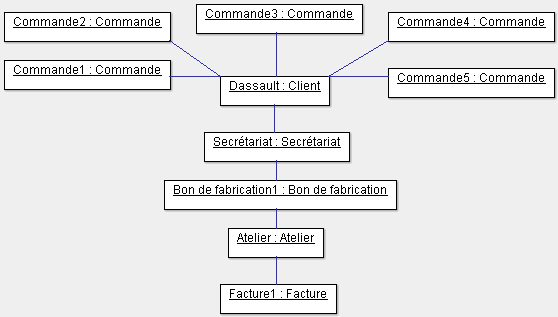 Commande3 : Commande
Commande2 : Commande
Commande4 : Commande
Commande1 : Commande
Commande5 : Commande
Dassault : Client
Secrétariat : Secrétariat
Bon de fabrication1 : Bon de fabrication
Atelier : Atelier
Facture1 : Facture